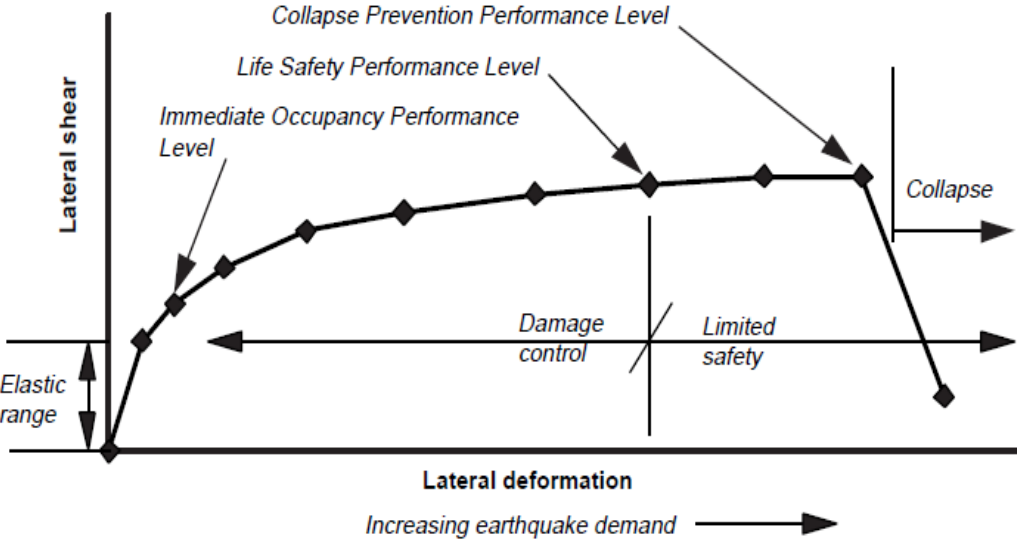 Collapse Prevention Performance Level
Life Safety Performance Level
Immediate Occupancy Performance
Level
Lateral shear
Collapse
Damage
control
Limited
safety
Elastic
range
Lateral deformation
Increasing earthquake demand